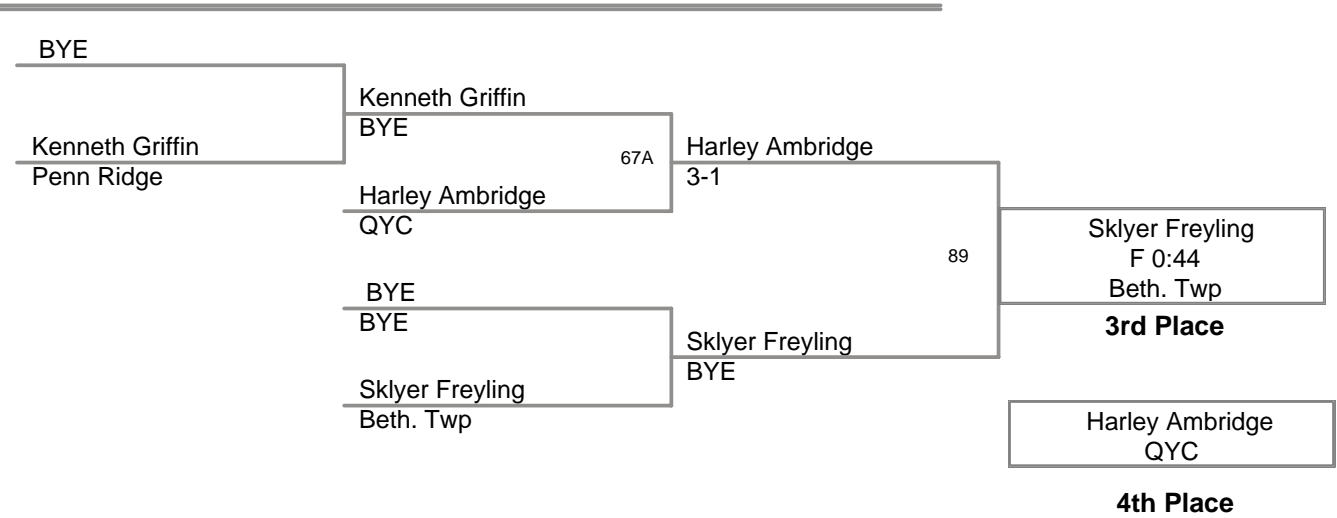 BYE
Kenneth Griffin
Penn Ridge
Kenneth Griffin
BYE
67A
Harley Ambridge
QYC
BYE
BYE
Sklyer Freyling
Beth. Twp
Harley Ambridge
3-1
89
Sklyer Freyling
BYE
Sklyer Freyling
F 0:44
Beth. Twp
3rd Place
Harley Ambridge
QYC
4th Place